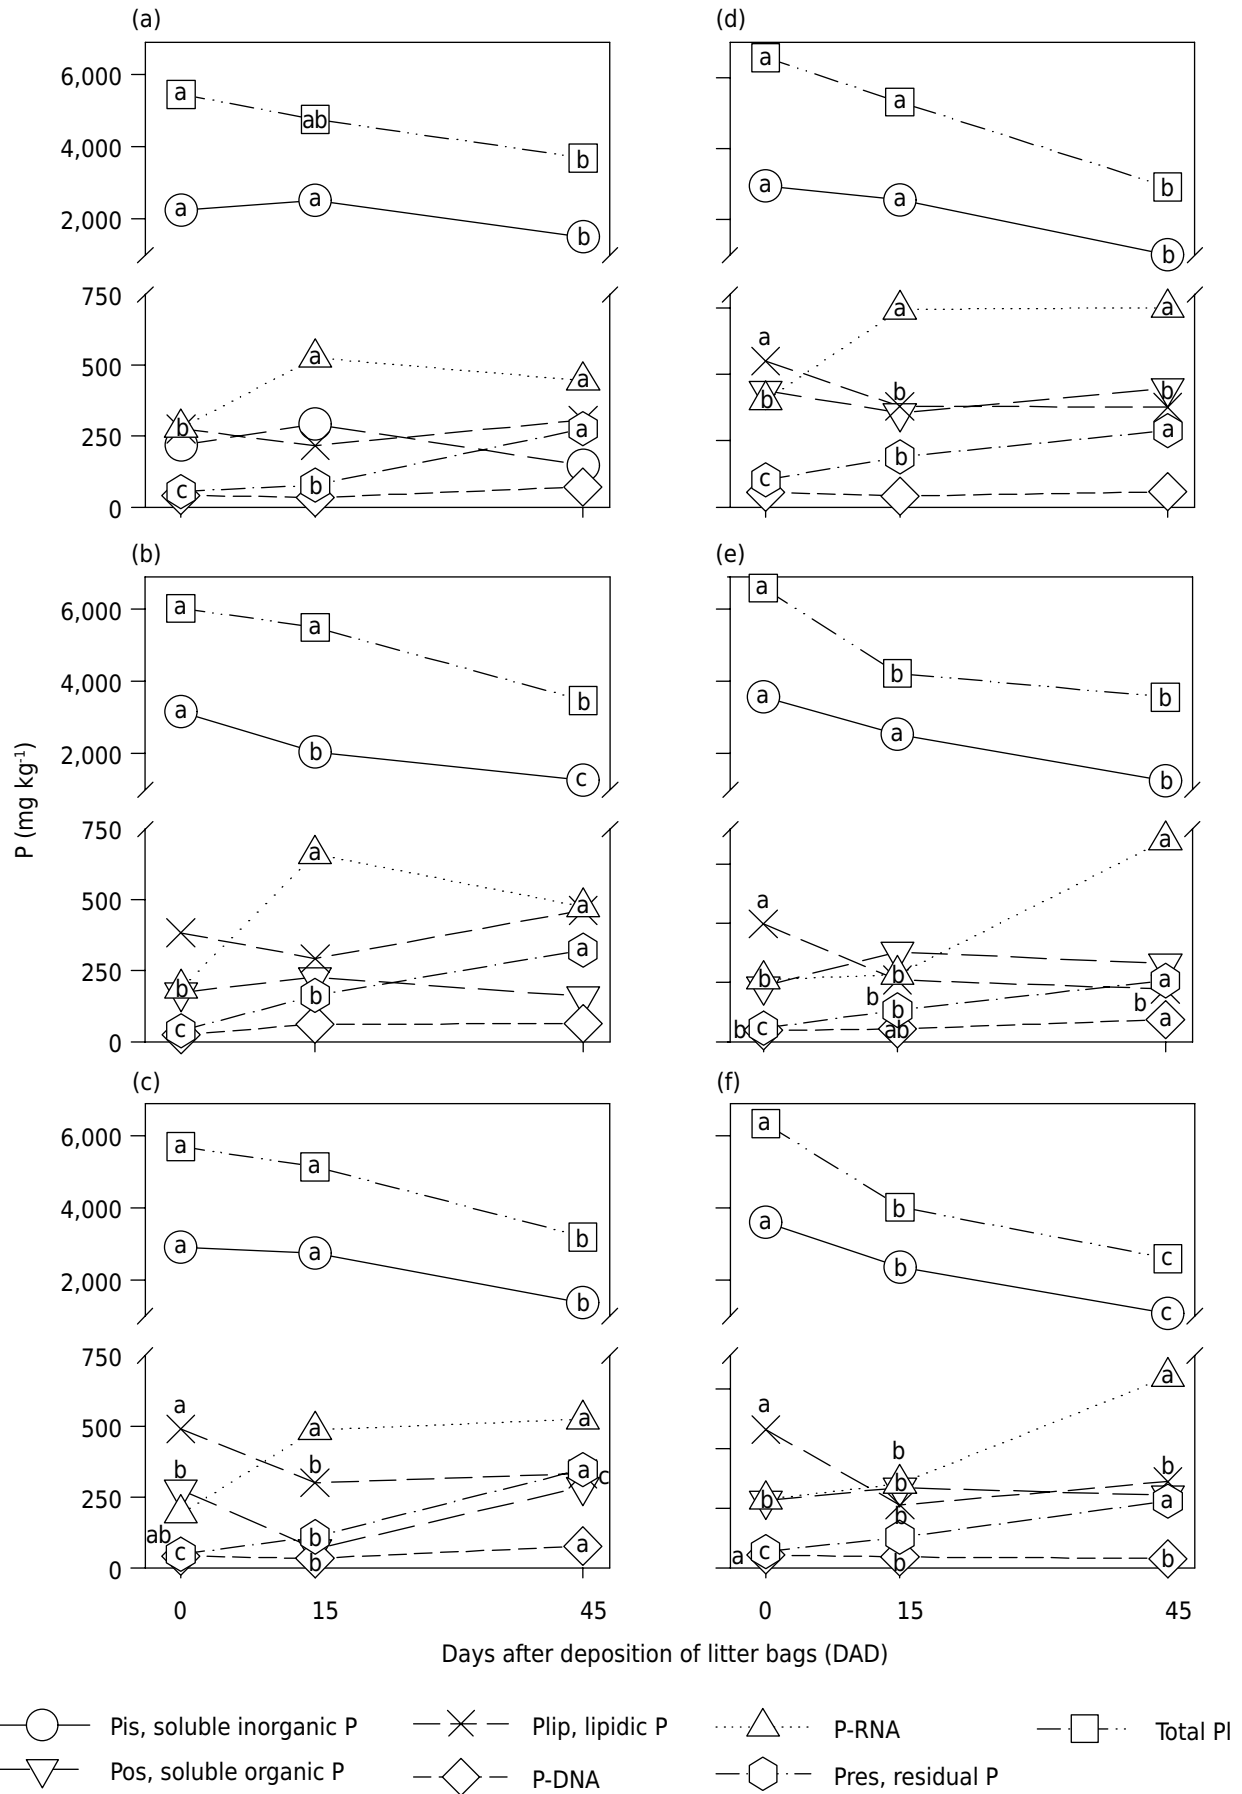 (a)
(d)
6,000
4,000
2,000
a
ab
b
a
a
b
a
a
b
a
a
b
750
500
250
0
b
a
a
c
b
a
a
b
b
b
a
a
c
b
a
(b)
(e)
6,000
4,000
2,000
a
a
b
a
b
c
a
b
b
a
a
b
750
500
250
0
b
a
a
c
b
a
a
b
b
b
b
a
b
c
b
a
ab
a
(c)
(f)
6,000
4,000
2,000
a
a
b
a
a
b
a
b
c
a
b
c
750
500
250
0
a
b
c
b
a
a
ab
c
b
a
b
a
a
b
b
b
b
a
b
a
c
a
b
b
P (mg kg⁻¹)
0 15 45 0 15 45
Days after deposition of litter bags (DAD)
Pis, soluble inorganic P Plip, lipidic P P-RNA Total Pl
Pos, soluble organic P P-DNA Pres, residual P